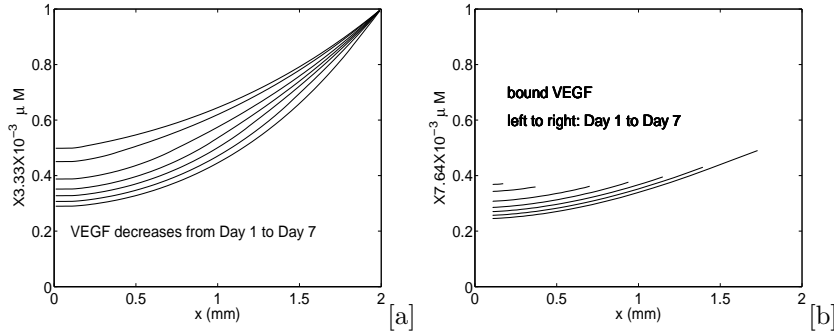 X3.33X10⁻³ μ M
1
0.8
0.6
0.4
0.2
0
VEGF decreases from Day 1 to Day 7
0 0.5 1 1.5 2
x (mm)
[a]
X7.64X10⁻³ μ M
1
0.8
0.6
0.4
0.2
0
bound VEGF
left to right: Day 1 to Day 7
0 0.5 1 1.5 2
x (mm)
[b]